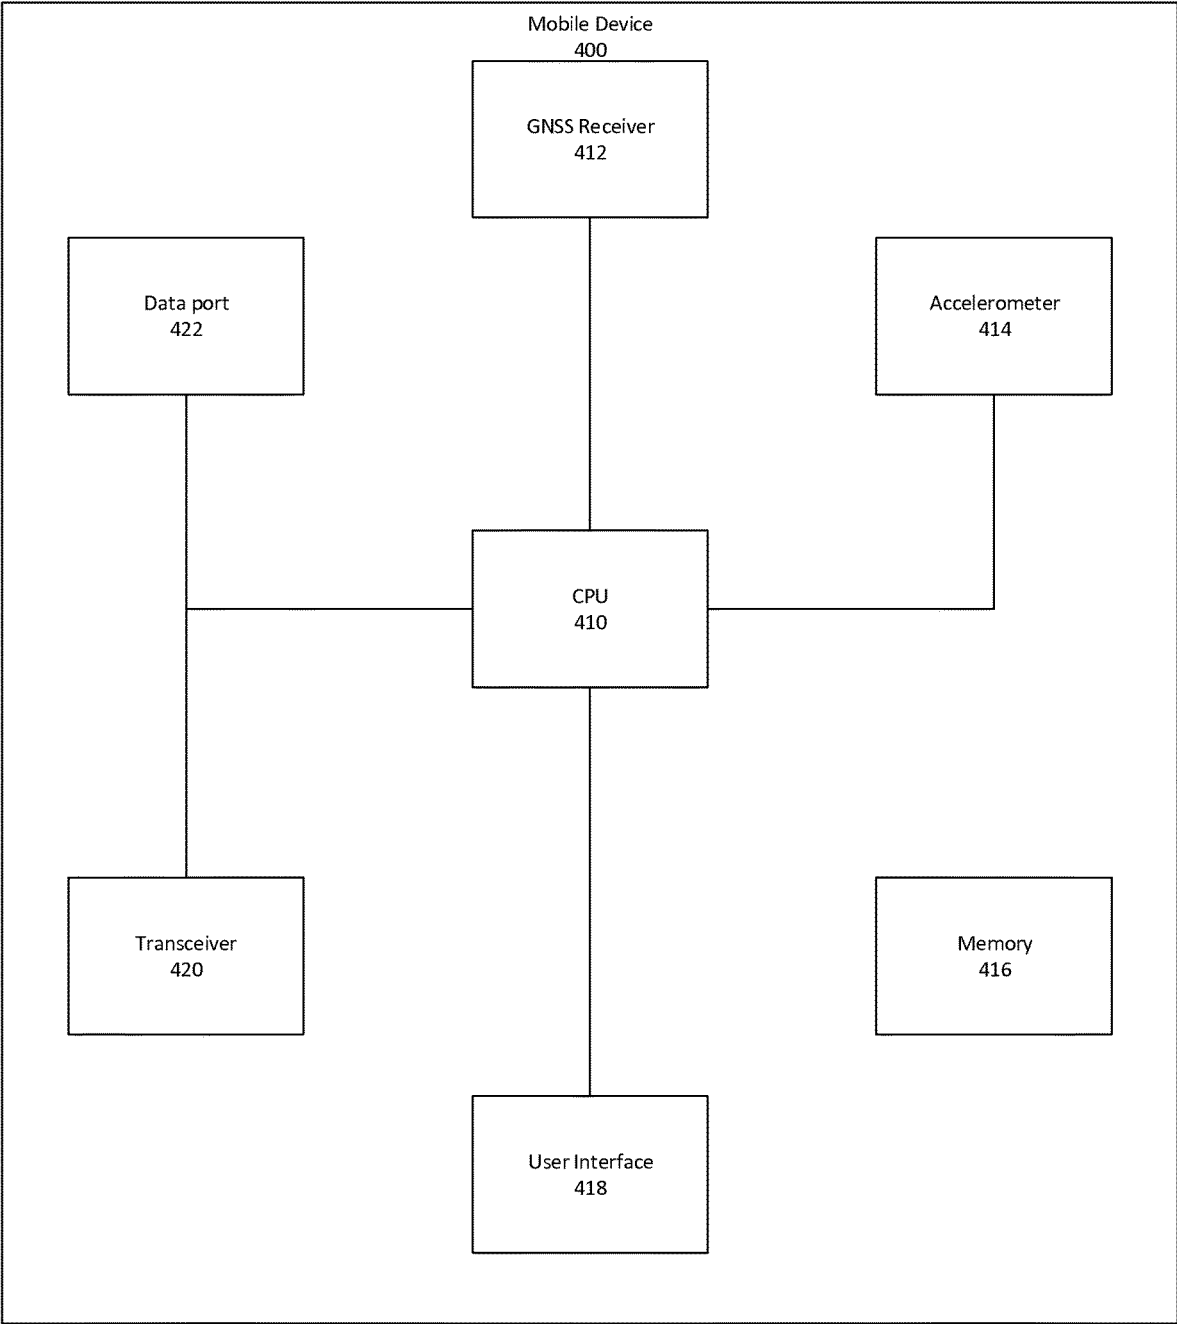 Mobile Device
400
GNSS Receiver
412
Data port
422
Accelerometer
414
CPU
410
Transceiver
420
Memory
416
User Interface
418